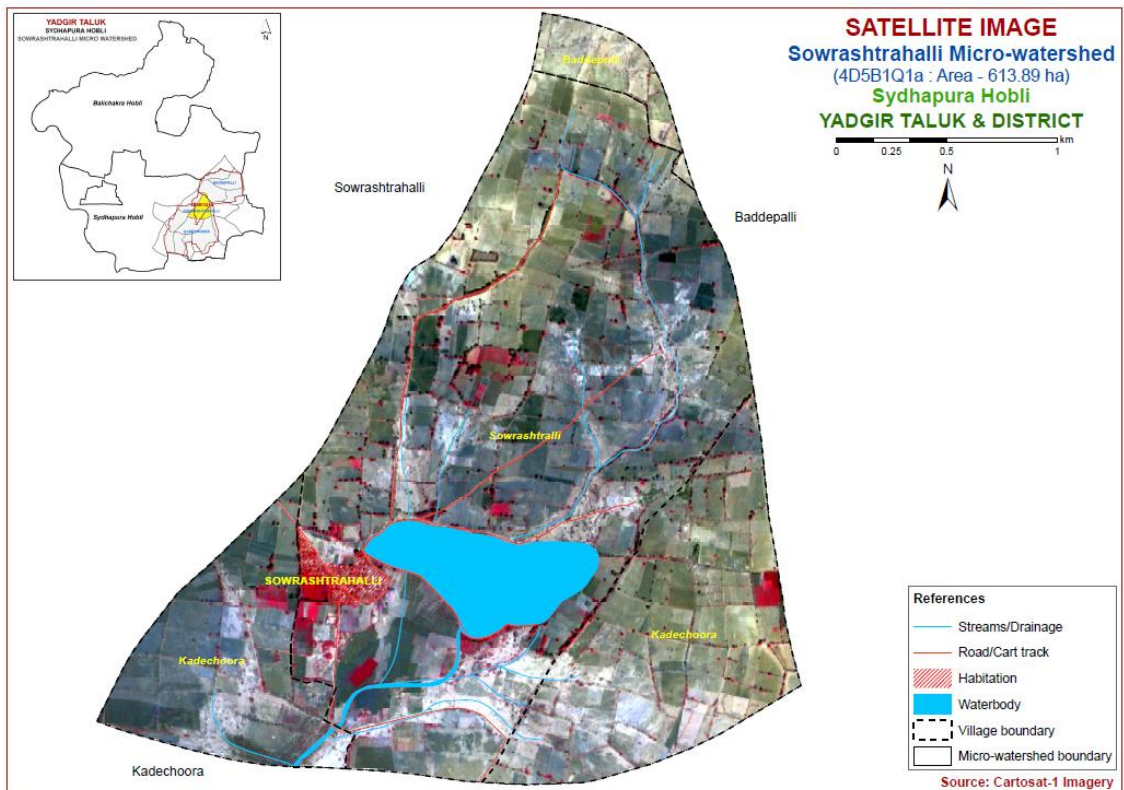 YADGIR TALUK
SYDHAPURA HOBLI
SOWRASHTRAHALLI MICRO WATERSHED
N
Balichakra Hobli
Sydhapura Hobli
SATELLITE IMAGE
Sowrashtrahalli Micro-watershed
(4D5B1Q1a : Area - 613.89 ha)
Sydhapura Hobli
YADGIR TALUK & DISTRICT
km
0 0.25 0.5 1
N
Baddepalli
Sowrashtrahalli
Baddepalli
Sowrashtralli
SOWRASHTRAHALLI
Kadechoora
Kadechoora
Kadechoora
References
Streams/Drainage
Road/Cart track
Habitation
Waterbody
Village boundary
Micro-watershed boundary
Source: Cartosat-1 Imagery